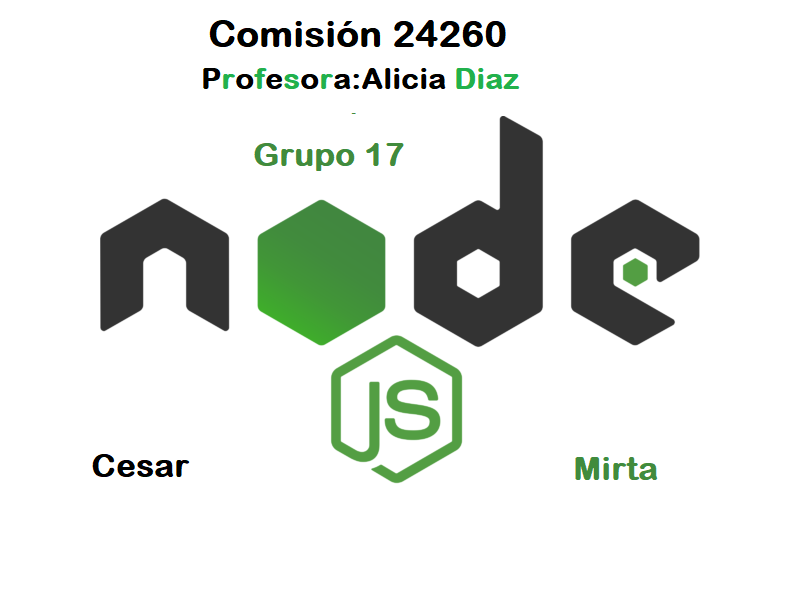 Comisión 24260
Profesora:Alicia Diaz
Grupo 17
node
JS
Cesar
Mirta